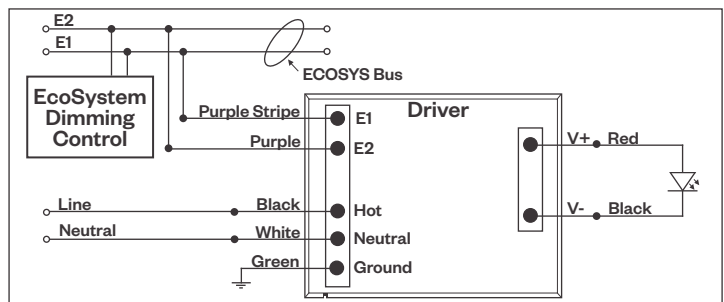 E2
E1
ECOSYS Bus
EcoSystem
Dimming
Control
Driver
Purple Stripe
E1
Purple
E2
V+
Red
V-
Black
Line
Black
Hot
Neutral
White
Neutral
Green
Ground